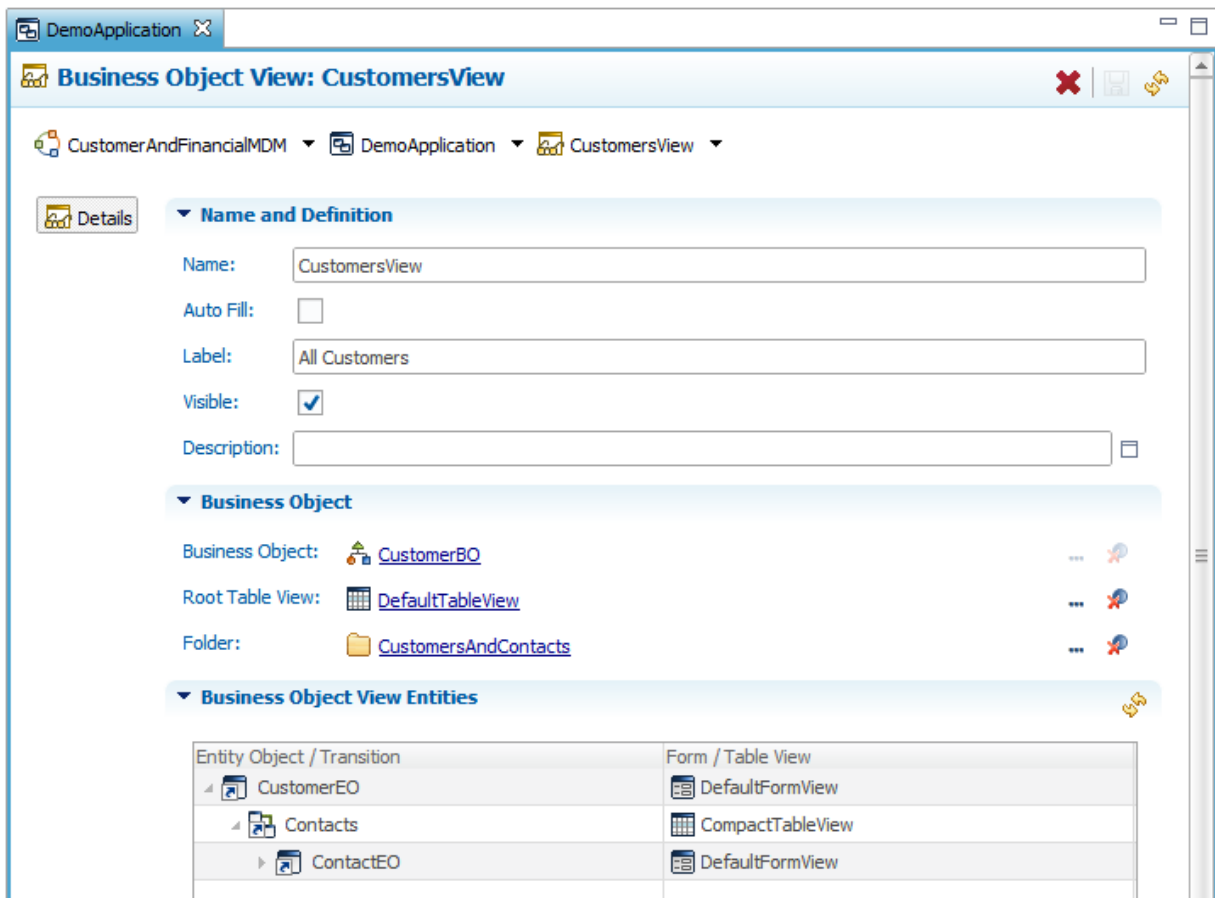 DemoApplication
Business Object View: CustomersView
CustomerAndFinancialMDM DemoApplication CustomersView
Details
Name and Definition
Name: CustomersView
Auto Fill:
Label: All Customers
Visible:
Description:
Business Object
Business Object: CustomerBO ...
Root Table View: DefaultTableView ...
Folder: CustomersAndContacts ...
Business Object View Entities
Entity Object / Transition Form / Table View
CustomerEO DefaultFormView
Contacts CompactTableView
ContactEO DefaultFormView